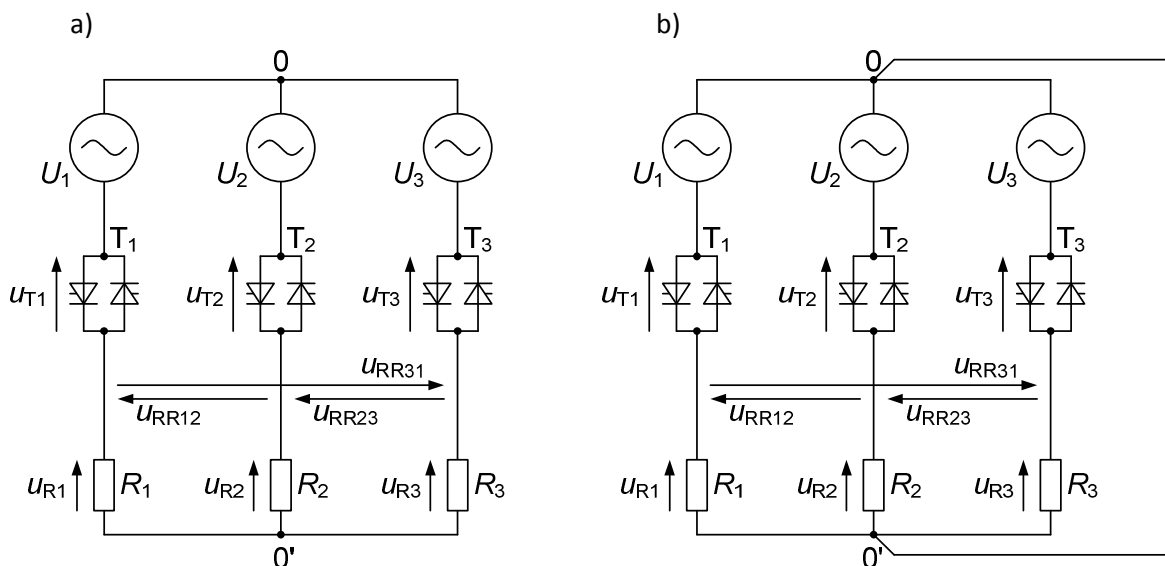 a)
b)
0
0
U1
U2
U3
U1
U2
U3
T1
T2
T3
T1
T2
T3
uT1
uT2
uT3
uT1
uT2
uT3
uRR31
uRR31
uRR12
uRR23
uRR12
uRR23
uR1
R1
uR2
R2
uR3
R3
uR1
R1
uR2
R2
uR3
R3
0'
0'